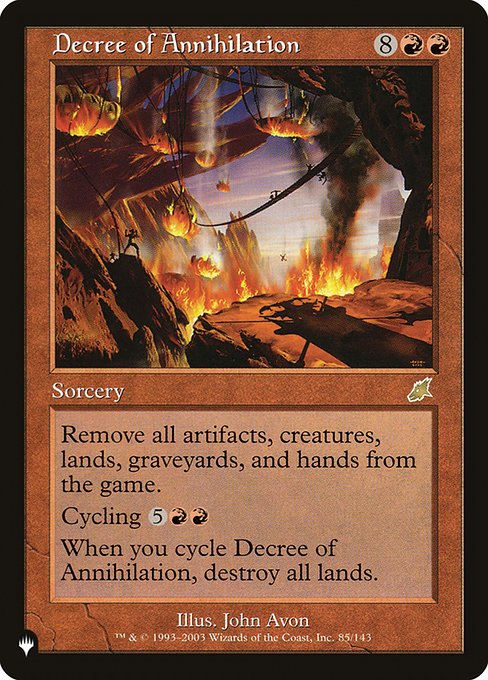 Decree of Annihilation 8
Sorcery
Remove all artifacts, creatures,
lands, graveyards, and hands from
the game.
Cycling 5
When you cycle Decree of
Annihilation, destroy all lands.
Illus. John Avon
™ & © 1993-2003 Wizards of the Coast, Inc. 85/143